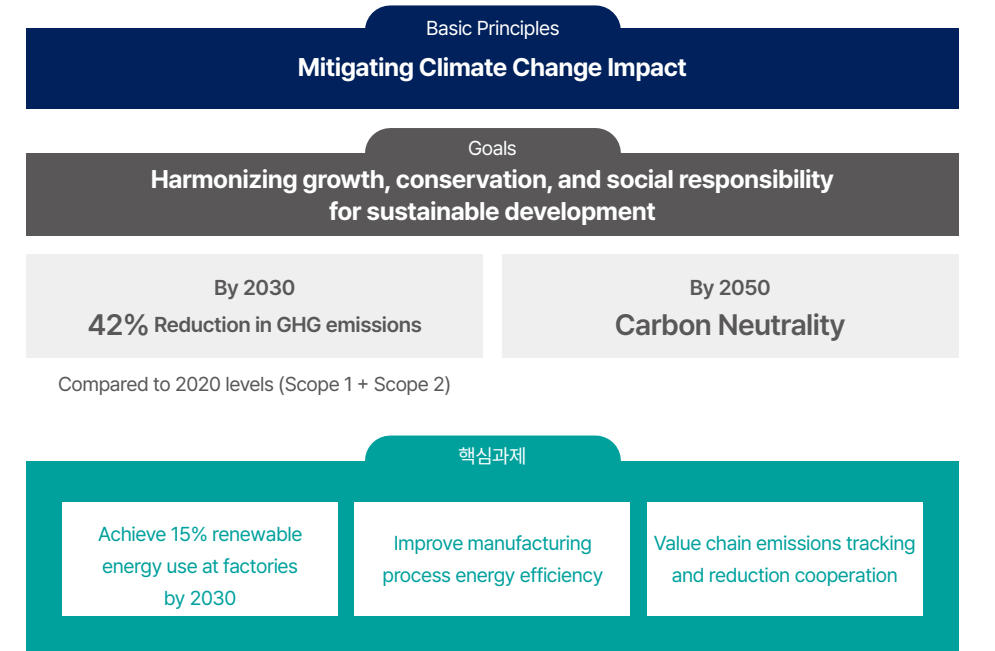 Basic Principles
Mitigating Climate Change Impact
Goals
Harmonizing growth, conservation, and social responsibility
for sustainable development
By 2030
42% Reduction in GHG emissions
By 2050
Carbon Neutrality
Compared to 2020 levels (Scope 1 + Scope 2)
핵심과제
Achieve 15% renewable
energy use at factories
by 2030
Improve manufacturing
process energy efficiency
Value chain emissions tracking
and reduction cooperation